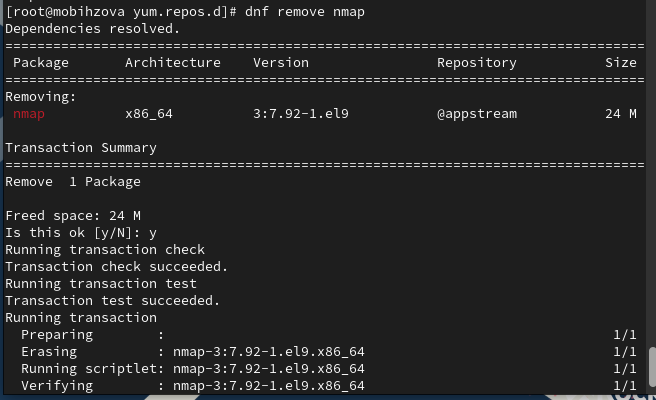 [root@mobihzova yum.repos.d]# dnf remove nmap
Dependencies resolved.
================================================================================
 Package       Architecture    Version                Repository           Size
================================================================================
Removing:
 nmap          x86_64          3:7.92-1.el9           @appstream           24 M

Transaction Summary
================================================================================
Remove  1 Package

Freed space: 24 M
Is this ok [y/N]: y
Running transaction check
Transaction check succeeded.
Running transaction test
Transaction test succeeded.
Running transaction
  Preparing        :                                                        1/1
  Erasing          : nmap-3:7.92-1.el9.x86_64                               1/1
  Running scriptlet: nmap-3:7.92-1.el9.x86_64                               1/1
  Verifying        : nmap-3:7.92-1.el9.x86_64                               1/1